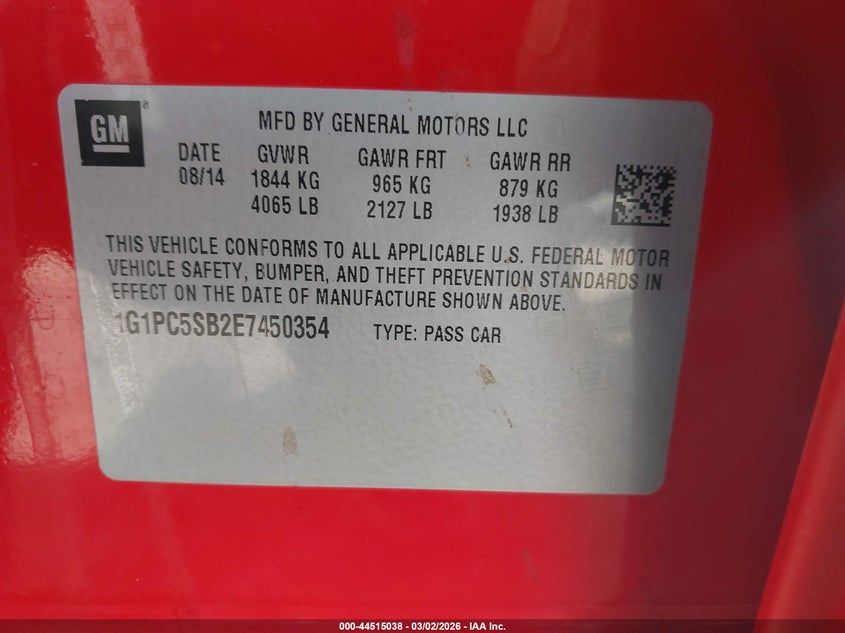 GM ® MFD BY GENERAL MOTORS LLC
DATE GVWR GAWR FRT GAWR RR
08/14 1844 KG 965 KG 879 KG
4065 LB 2127 LB 1938 LB
THIS VEHICLE CONFORMS TO ALL APPLICABLE U.S. FEDERAL MOTOR
VEHICLE SAFETY, BUMPER, AND THEFT PREVENTION STANDARDS IN
EFFECT ON THE DATE OF MANUFACTURE SHOWN ABOVE.
1G1PC5SB2E7450354 TYPE: PASS CAR
000-44515038 - 03/02/2026 - IAA Inc.